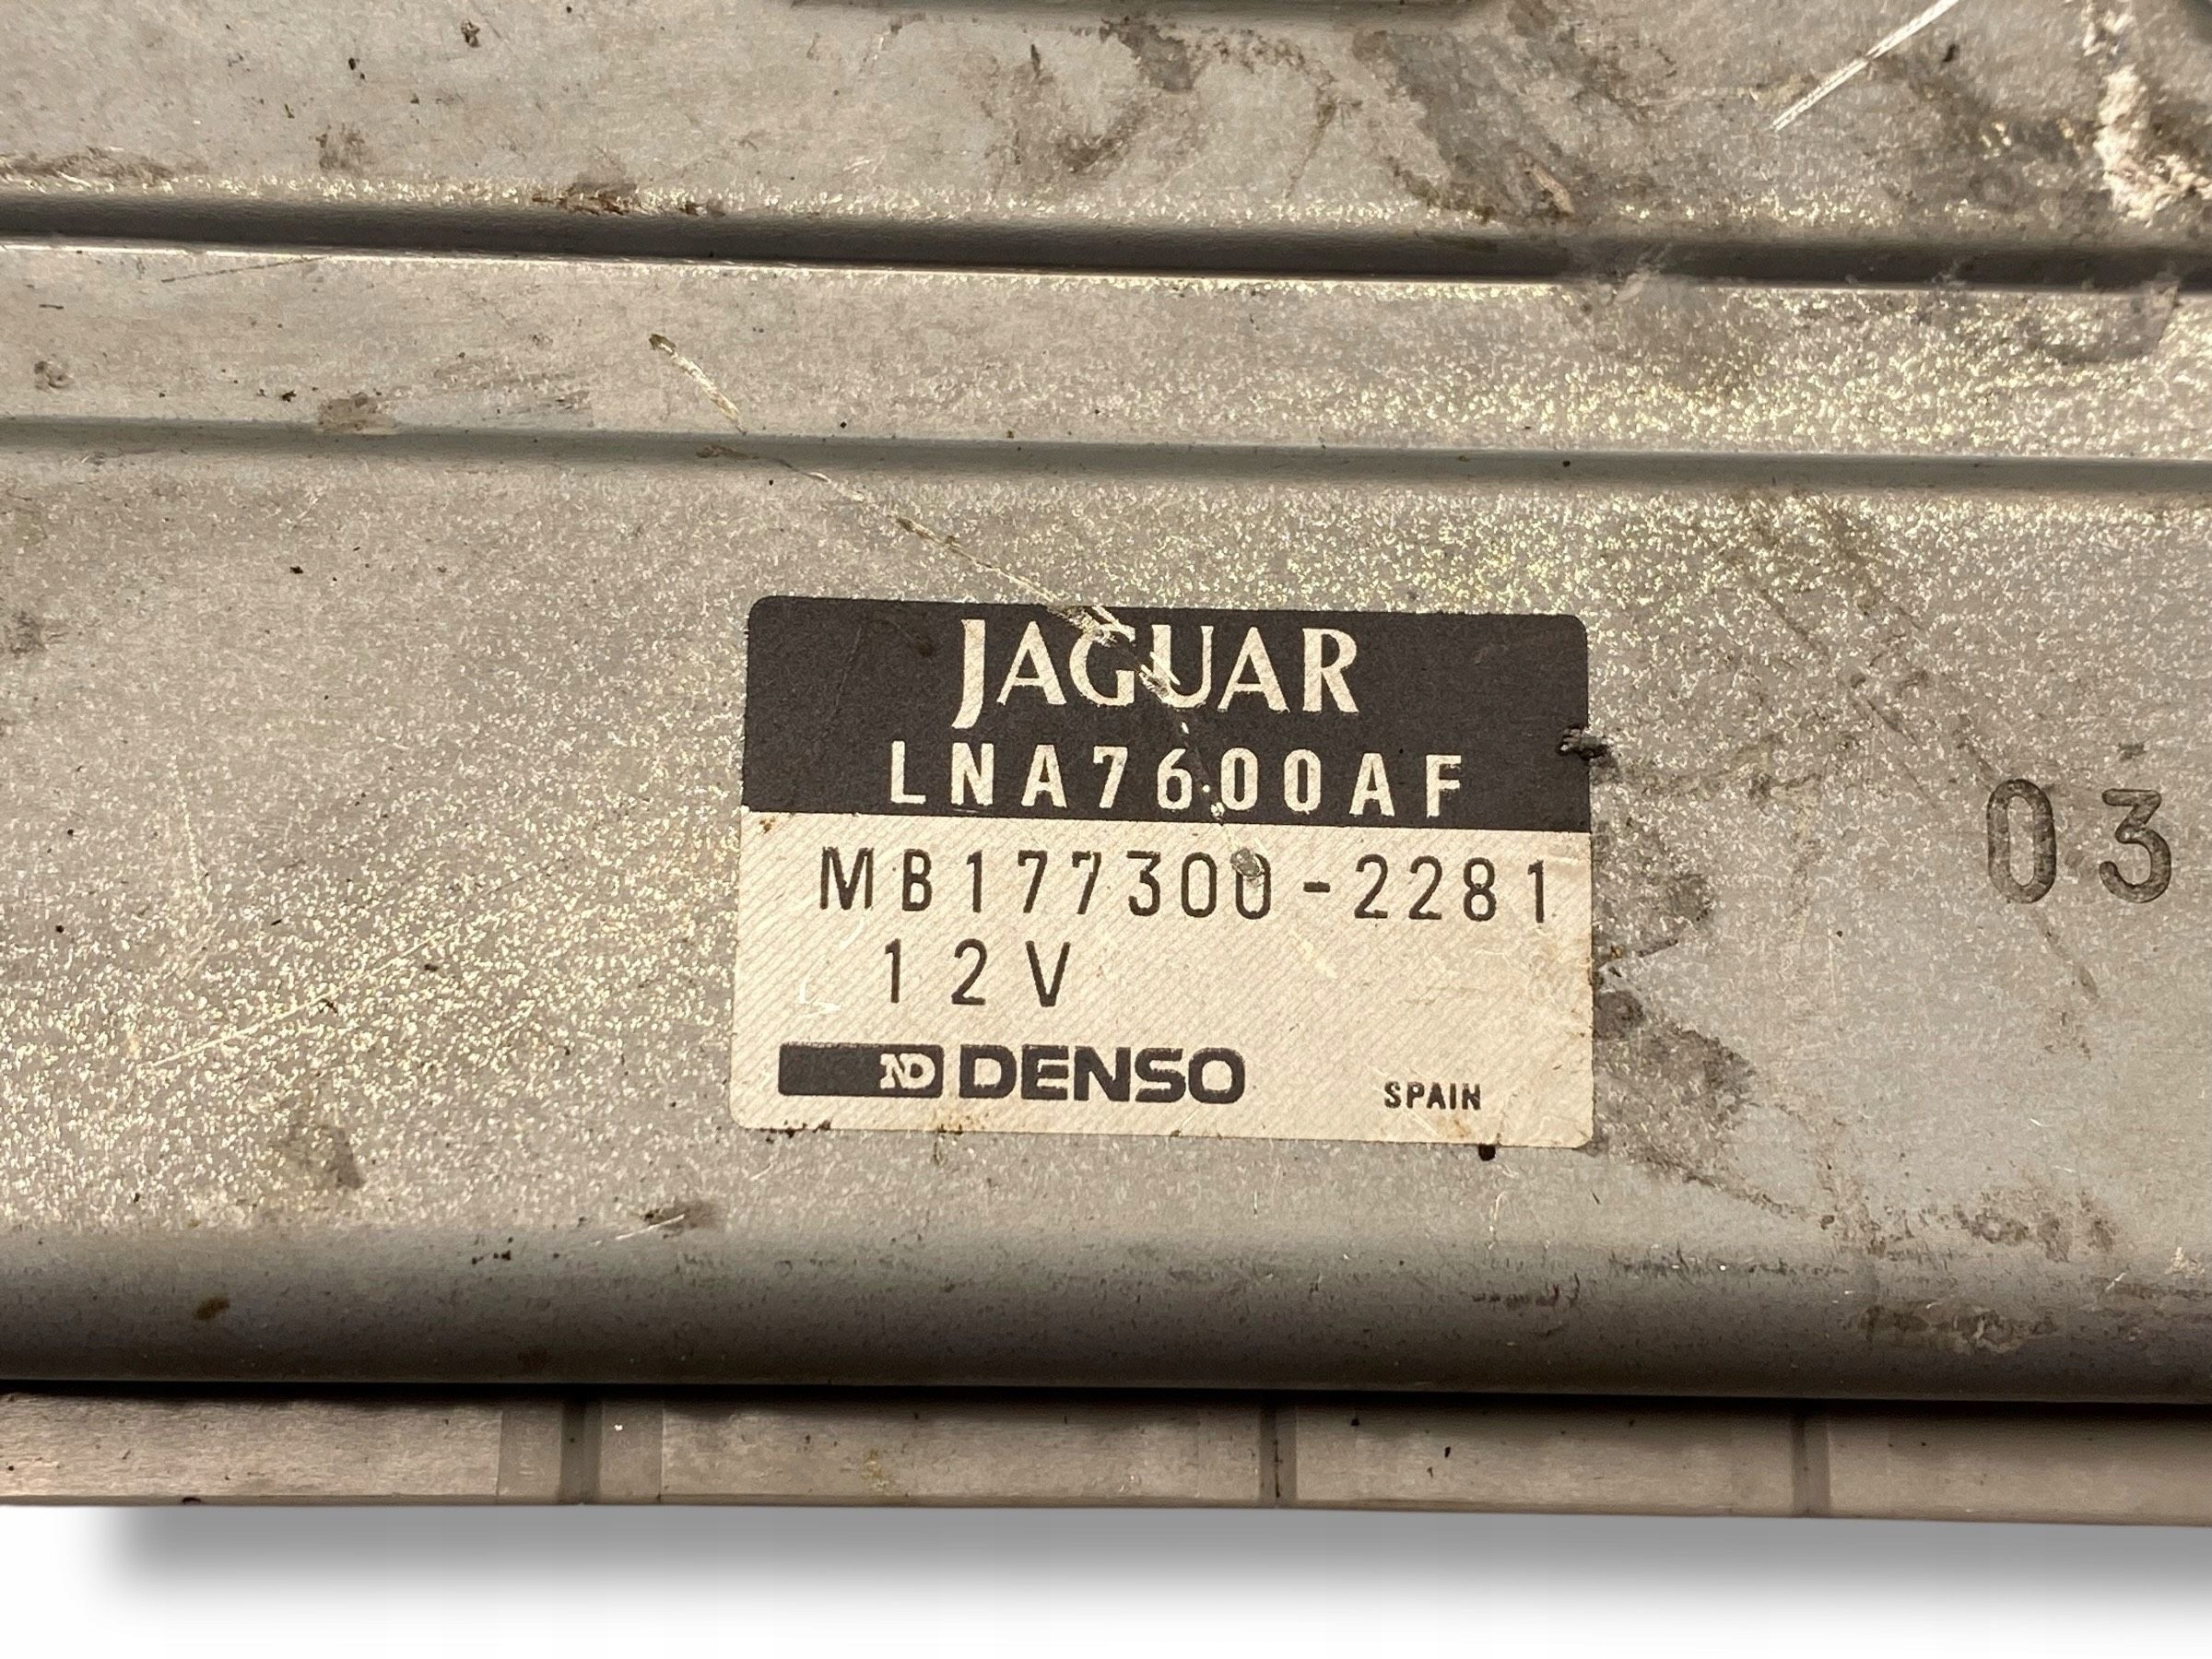 JAGUAR
LNA7600AF
MB177300-2281
12V
ND DENSO SPAIN
03